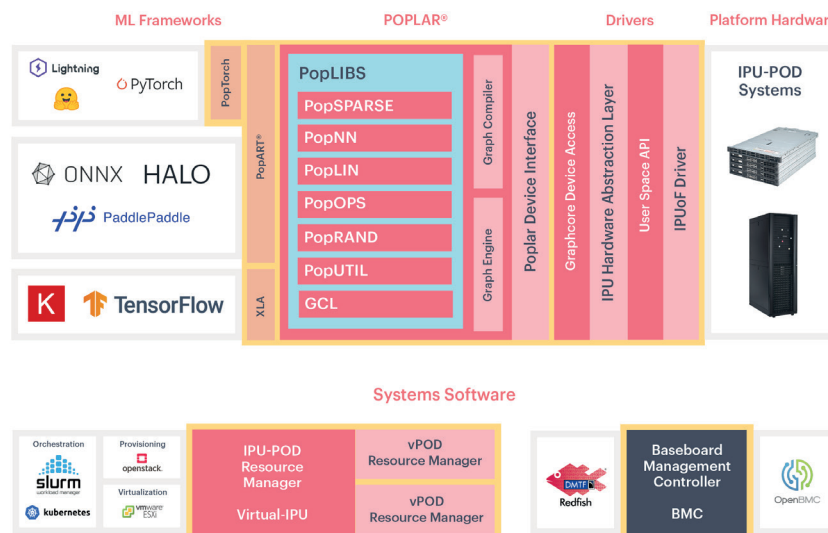 ML Frameworks
POPLAR®
Drivers
Platform Hardwar
Lightning
PyTorch
PopTorch
ONNX
HALO
PaddlePaddle
K
TensorFlow
PopART®
XLA
PopLIBS
PopSPARSE
PopNN
PopLIN
PopOPS
PopRAND
PopUTIL
GCL
Graph Compiler
Graph Engine
Poplar Device Interface
Graphcore Device Access
IPU Hardware Abstraction Layer
User Space API
IPUoF Driver
IPU-POD
Systems
Systems Software
Orchestration
slurm
workload manager
kubernetes
Provisioning
openstack.
Virtualization
vmware
ESXi
IPU-POD
Resource
Manager
Virtual-IPU
vPOD
Resource Manager
vPOD
Resource Manager
DMTF
Redfish
Baseboard
Management
Controller
BMC
OpenBMC